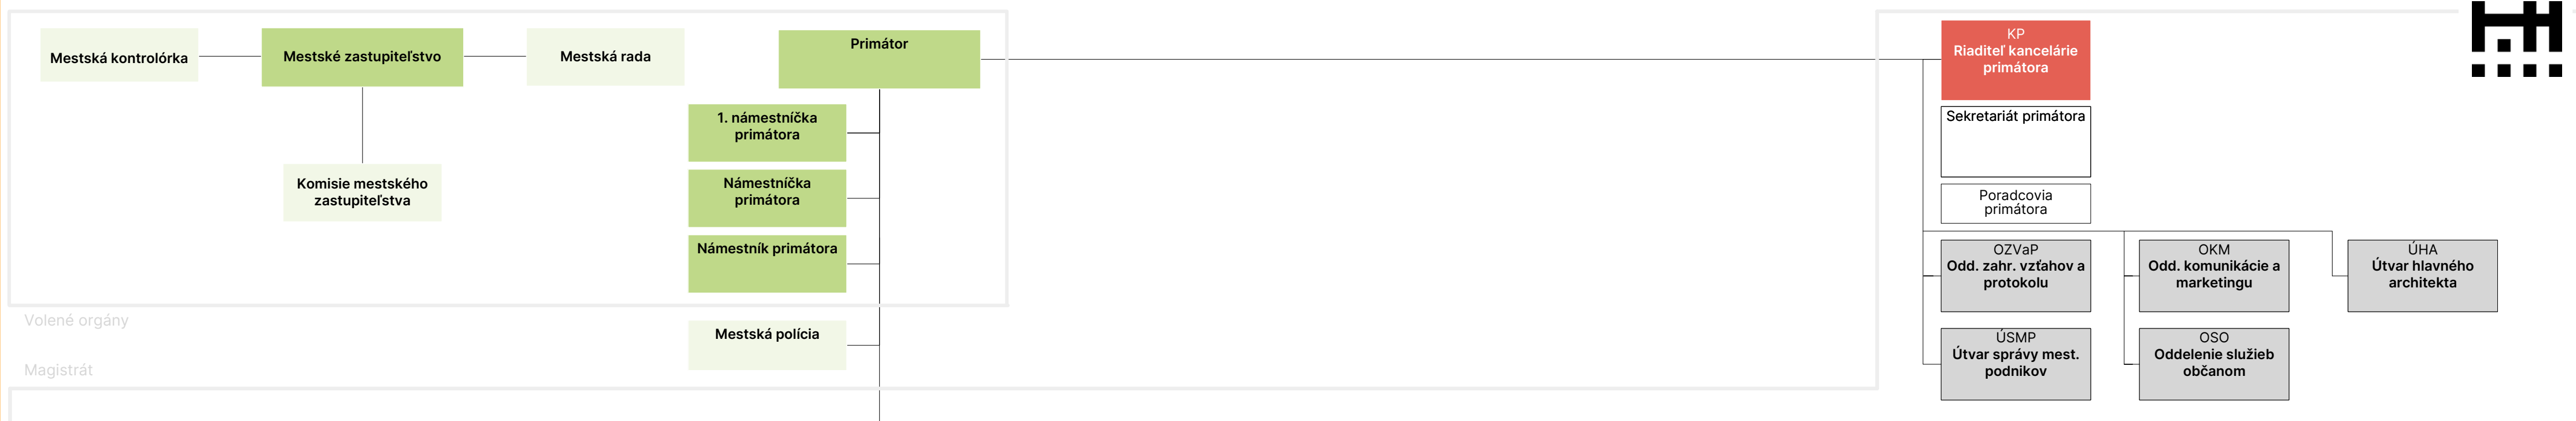 Mestská kontrolórka
Mestské zastupiteľstvo
Mestská rada
Komisie mestského
zastupiteľstva
Primátor
1. námestníčka
primátora
Námestníčka
primátora
Námestník primátora
Volené orgány
Mestská polícia
Magistrát
KP
Riaditeľ kancelárie
primátora
Sekretariát primátora
Poradcovia
primátora
OZVaP
Odd. zahr. vzťahov a
protokolu
OKM
Odd. komunikácie a
marketingu
ÚHA
Útvar hlavného
architekta
ÚSMP
Útvar správy mest.
podnikov
OSO
Oddelenie služieb
občanom